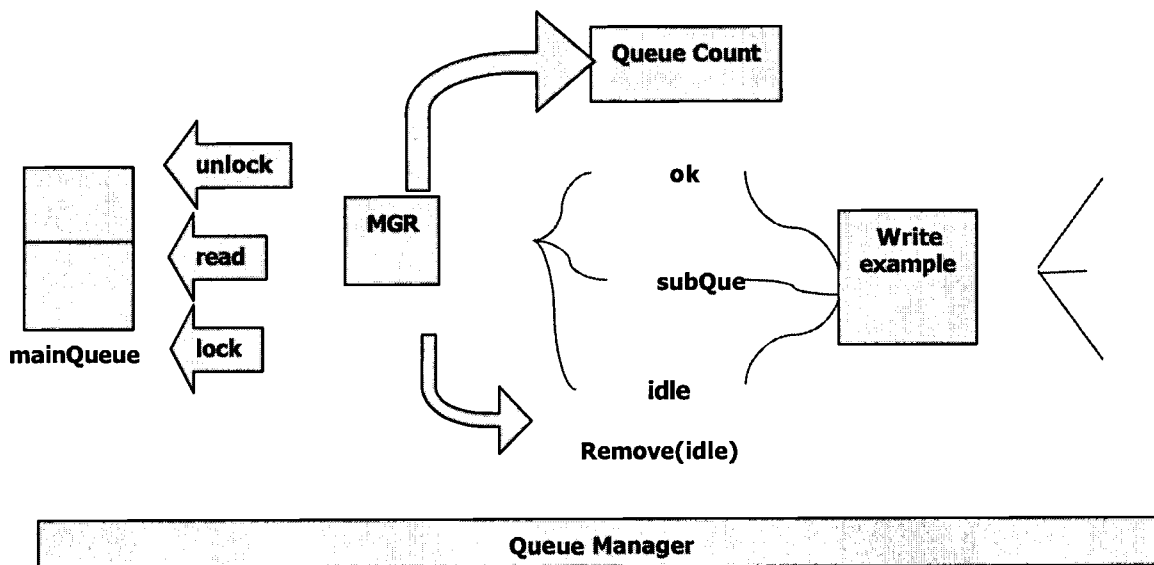 Queue Count
unlock
ok
MGR
Write
example
read
subQue
lock
mainQueue
idle
Remove(idle)
Queue Manager